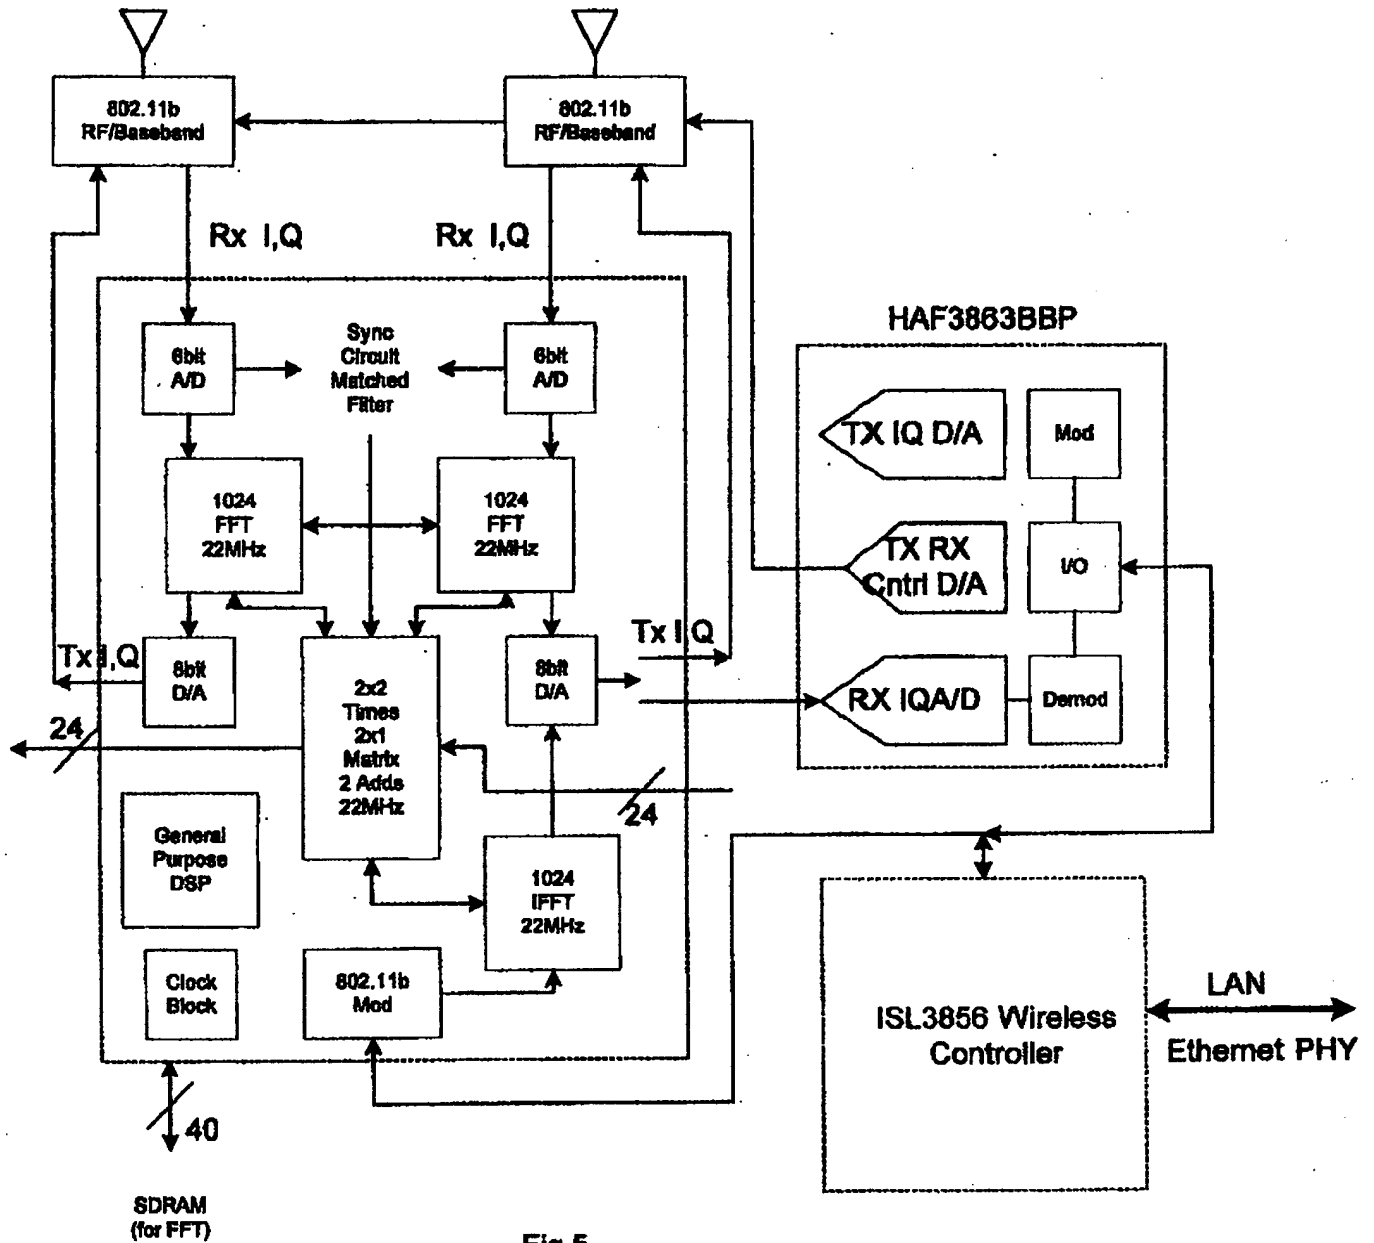 802.11b
RF/Baseband
802.11b
RF/Baseband
Rx I,Q
Rx I,Q
HAF3863BBP
6bit
A/D
Sync
Circuit
Matched
Filter
6bit
A/D
TX IQ D/A
Mod
1024
FFT
22MHz
1024
FFT
22MHz
TX RX
Cntrl D/A
I/O
Tx I,Q
8bit
D/A
2x2
Times
2x1
Matrix
2 Adds
22MHz
8bit
D/A
Tx I,Q
RX IQA/D
Demod
24
24
General
Purpose
DSP
1024
IFFT
22MHz
Clock
Block
802.11b
Mod
ISL3856 Wireless
Controller
LAN
Ethernet PHY
40
SDRAM
(for FFT)
Fig 5